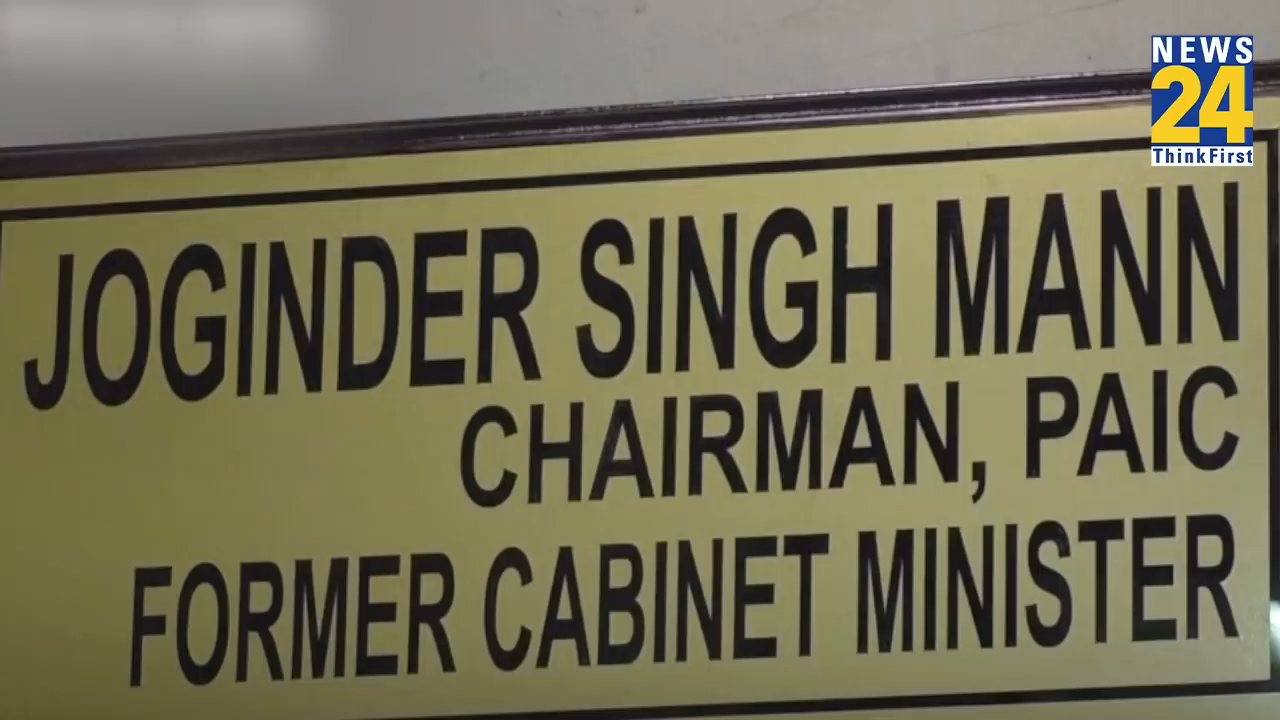 NEWS
24
ThinkFirst
JOGINDER SINGH MANN
CHAIRMAN, PAIC
FORMER CABINET MINISTER